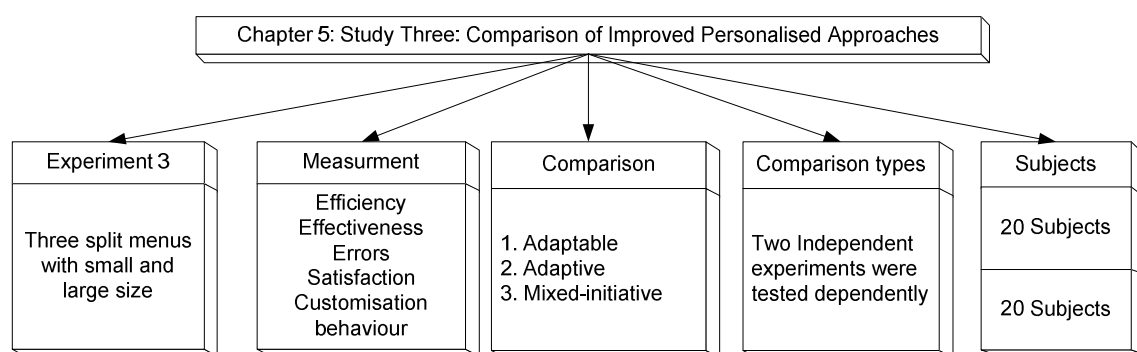 Chapter 5: Study Three: Comparison of Improved Personalised Approaches
Experiment 3
Three split menus
with small and
large size
Measurment
Efficiency
Effectiveness
Errors
Satisfaction
Customisation
behaviour
Comparison
1. Adaptable
2. Adaptive
3. Mixed-initiative
Comparison types
Two Independent
experiments were
tested dependently
Subjects
20 Subjects
20 Subjects